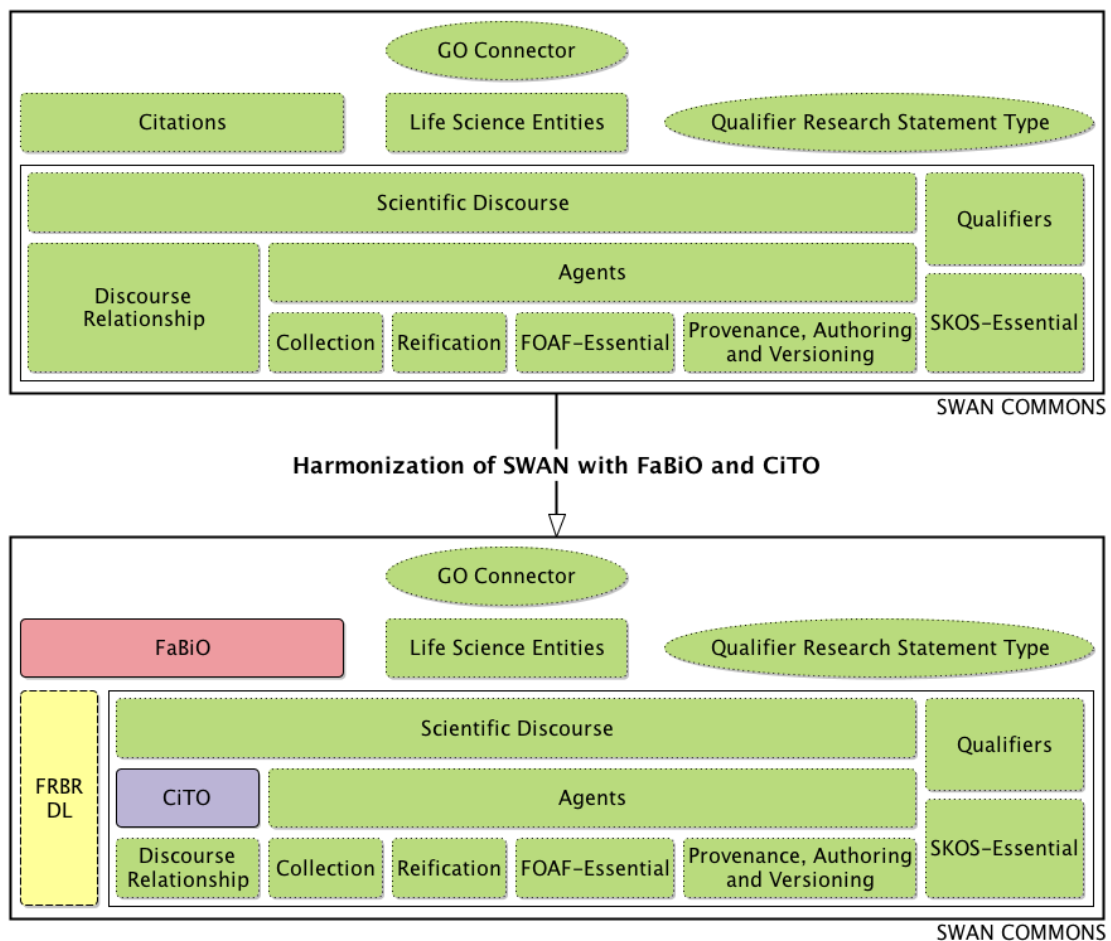 GO Connector
Citations
Life Science Entities
Qualifier Research Statement Type
Scientific Discourse
Qualifiers
Discourse
Relationship
Agents
SKOS-Essential
Collection
Reification
FOAF-Essential
Provenance, Authoring
and Versioning
SWAN COMMONS
Harmonization of SWAN with FaBiO and CiTO
GO Connector
FaBiO
Life Science Entities
Qualifier Research Statement Type
FRBR
DL
Scientific Discourse
Qualifiers
CiTO
Agents
SKOS-Essential
Discourse
Relationship
Collection
Reification
FOAF-Essential
Provenance, Authoring
and Versioning
SWAN COMMONS